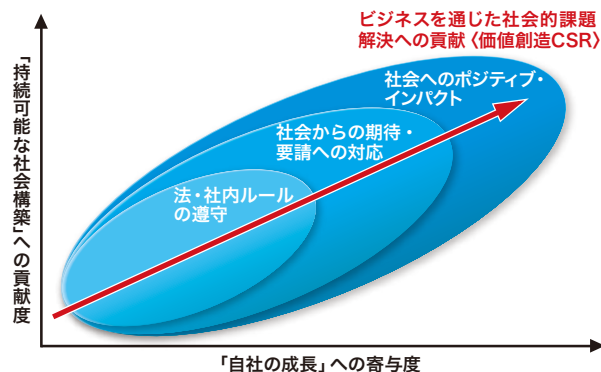 ビジネスを通じた社会的課題
解決への貢献〈価値創造CSR〉
社会へのポジティブ・
インパクト
社会からの期待・
要請への対応
法・社内ルール
の遵守
「持続可能な社会構築」への貢献度
「自社の成長」への寄与度